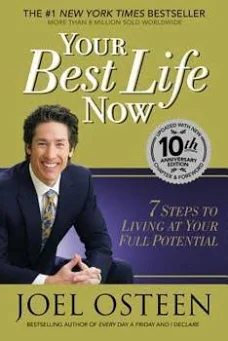 THE #1 NEW YORK TIMES BESTSELLER
MORE THAN 8 MILLION SOLD WORLDWIDE
YOUR
BEST LIFE
NOW
UPDATED WITH NEW
10th
ANNIVERSARY
EDITION
CHAPTER & FOREWORD
7 STEPS TO
LIVING AT YOUR
FULL POTENTIAL
JOEL OSTEEN
BESTSELLING AUTHOR OF EVERY DAY A FRIDAY AND I DECLARE